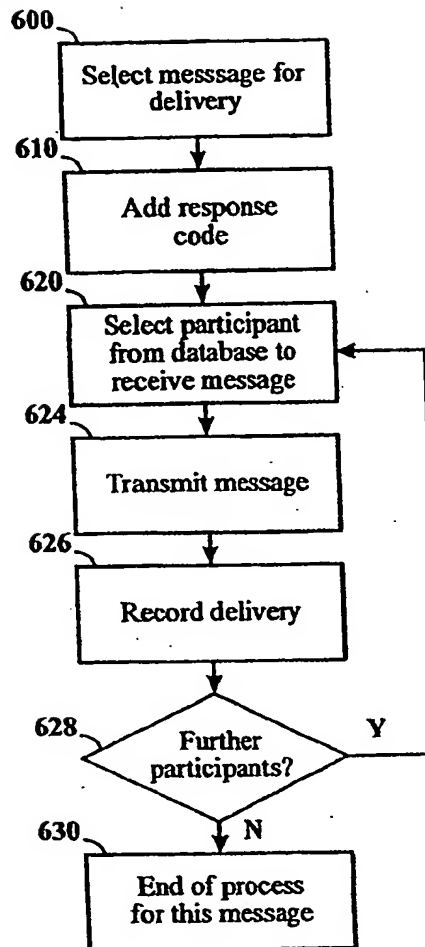 600
Select messsage for
delivery
610
Add response
code
620
Select participant
from database to
receive message
624
Transmit message
626
Record delivery
628
Further
participants?
Y
N
630
End of process
for this message